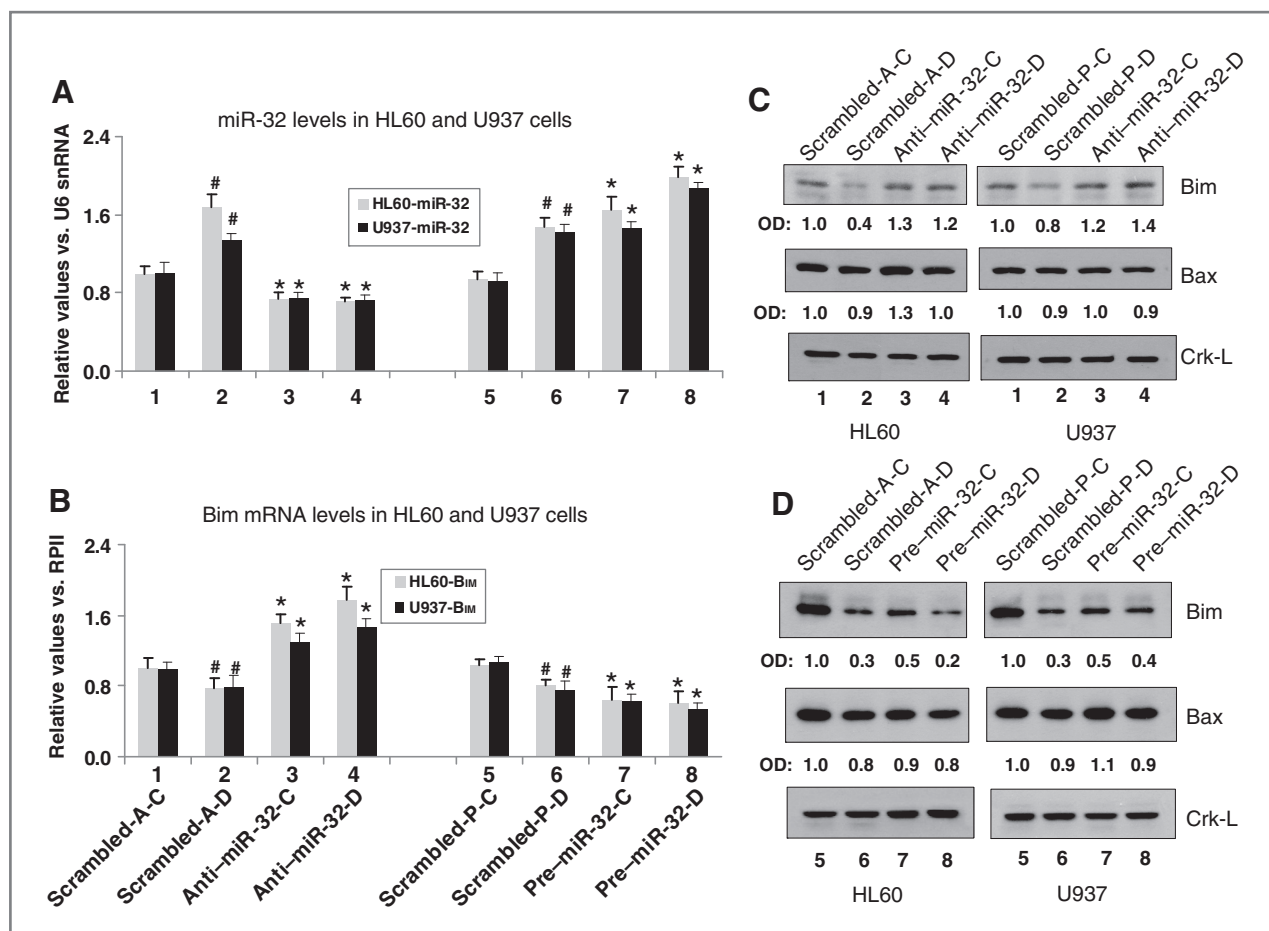 A
miR-32 levels in HL60 and U937 cells
Relative values vs. U6 snRNA
2.4
1.6
0.8
0.0
# # * * * * # # * * * *
HL60-miR-32
U937-miR-32
1 2 3 4 5 6 7 8
B
Bim mRNA levels in HL60 and U937 cells
Relative values vs. RPII
2.4
1.6
0.8
0.0
# # * * * * # # * * * *
HL60-BIM
U937-BIM
1 2 3 4 5 6 7 8
Scrambled-A-C
Scrambled-A-D
Anti–miR-32-C
Anti–miR-32-D
Scrambled-P-C
Scrambled-P-D
Pre–miR-32-C
Pre–miR-32-D
C
Scrambled-A-C
Scrambled-A-D
Anti–miR-32-C
Anti–miR-32-D
Scrambled-P-C
Scrambled-P-D
Anti–miR-32-C
Anti–miR-32-D
Bim
OD: 1.0 0.4 1.3 1.2 1.0 0.8 1.2 1.4
Bax
OD: 1.0 0.9 1.3 1.0 1.0 0.9 1.0 0.9
Crk-L
1 2 3 4 1 2 3 4
HL60 U937
D
Scrambled-A-C
Scrambled-A-D
Pre–miR-32-C
Pre–miR-32-D
Scrambled-P-C
Scrambled-P-D
Pre–miR-32-C
Pre–miR-32-D
Bim
OD: 1.0 0.3 0.5 0.2 1.0 0.3 0.5 0.4
Bax
OD: 1.0 0.8 0.9 0.8 1.0 0.9 1.1 0.9
Crk-L
5 6 7 8 5 6 7 8
HL60 U937